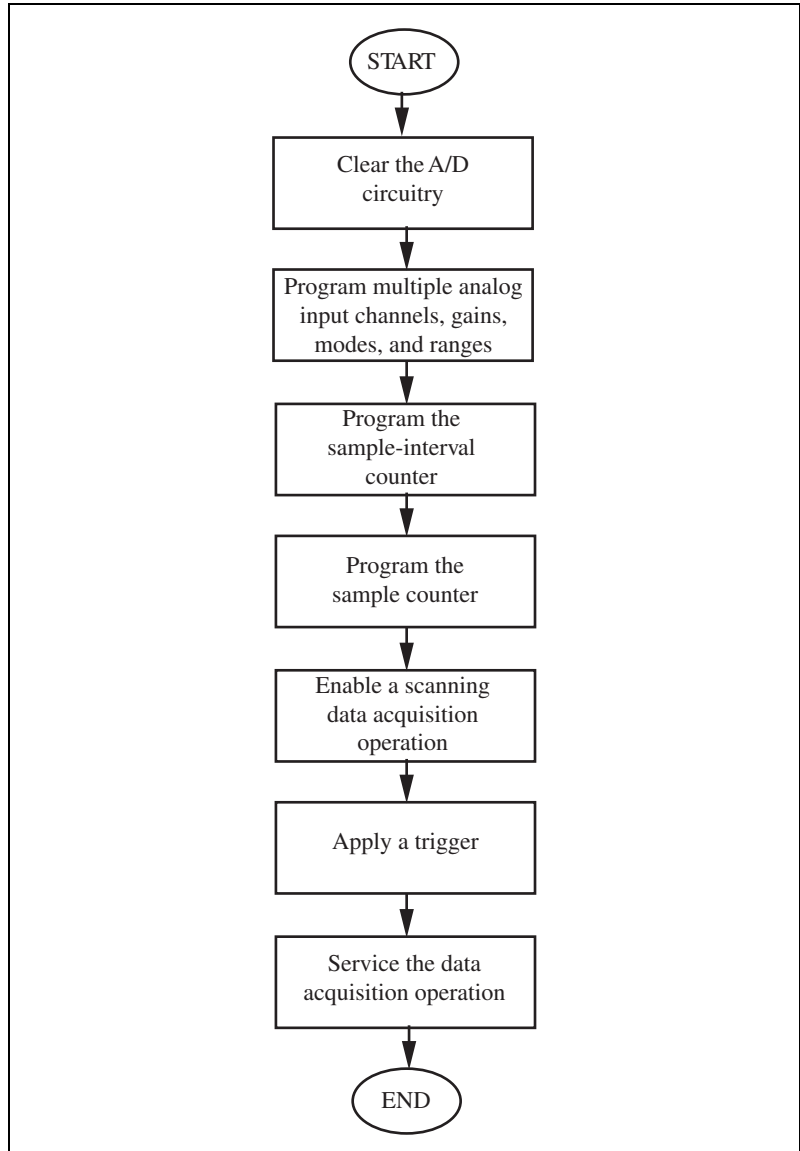 START
Clear the A/D
circuitry
Program multiple analog
input channels, gains,
modes, and ranges
Program the
sample-interval
counter
Program the
sample counter
Enable a scanning
data acquisition
operation
Apply a trigger
Service the data
acquisition operation
END